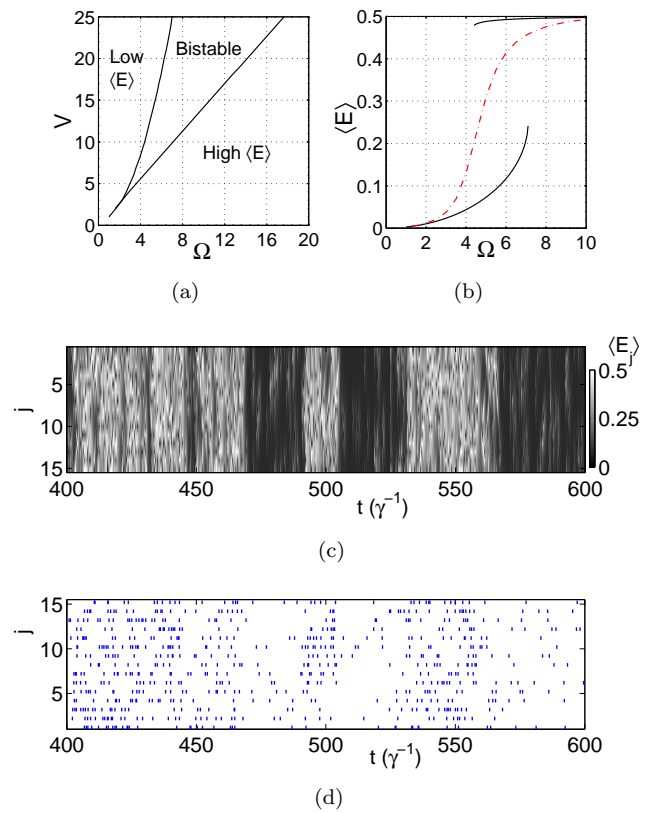 25
20
15
10
5
0
V
Low
⟨E⟩
Bistable
High ⟨E⟩
0 4 8 12 16 20
Ω
(a)
0.5
0.4
0.3
0.2
0.1
0
⟨E⟩
0 2 4 6 8 10
Ω
(b)
j
5
10
15
400 450 500 550 600
t (γ⁻¹)
⟨E_j⟩
0.5
0.25
0
(c)
j
15
10
5
400 450 500 550 600
t (γ⁻¹)
(d)